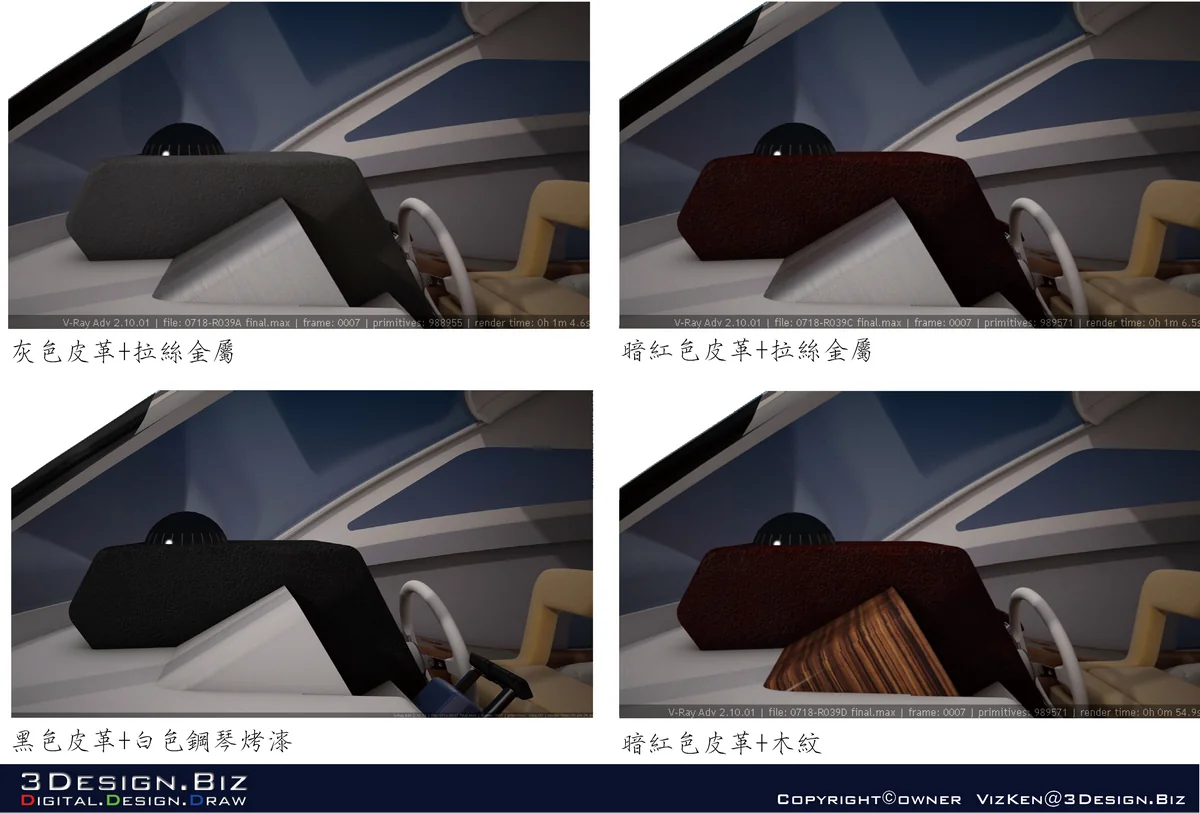 V-Ray Adv 2.10.01 | file: 0718-R039A final.max | frame: 0007 | primitives: 988955 | render time: 0h 1m 4.6s
V-Ray Adv 2.10.01 | file: 0718-R039C final.max | frame: 0007 | primitives: 989571 | render time: 0h 1m 6.5s
灰色皮革+拉絲金屬
暗紅色皮革+拉絲金屬
V-Ray Adv 2.10.01 | file: 0718-R039D final.max | frame: 0007 | primitives: 989571 | render time: 0h 0m 54.9s
黑色皮革+白色鋼琴烤漆
暗紅色皮革+木紋
3Design.Biz
Digital.Design.Draw
Copyright©owner VizKen@3Design.Biz